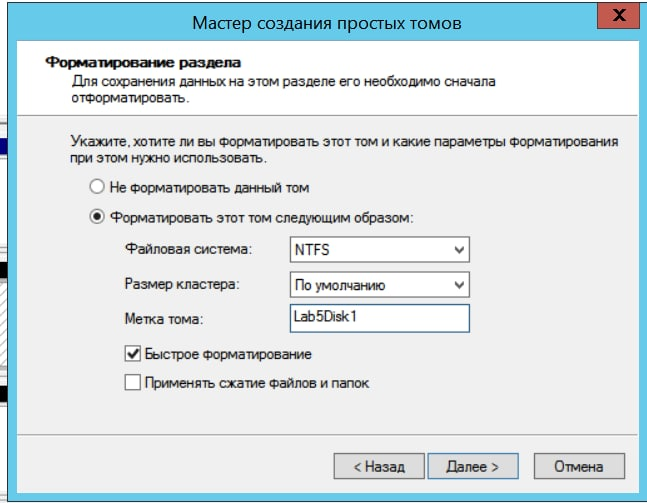 Мастер создания простых томов
x
Форматирование раздела
Для сохранения данных на этом разделе его необходимо сначала
отформатировать.
Укажите, хотите ли вы форматировать этот том и какие параметры форматирования
при этом нужно использовать.
Не форматировать данный том
Форматировать этот том следующим образом:
Файловая система: NTFS
Размер кластера: По умолчанию
Метка тома: Lab5Disk1
Быстрое форматирование
Применять сжатие файлов и папок
< Назад Далее > Отмена